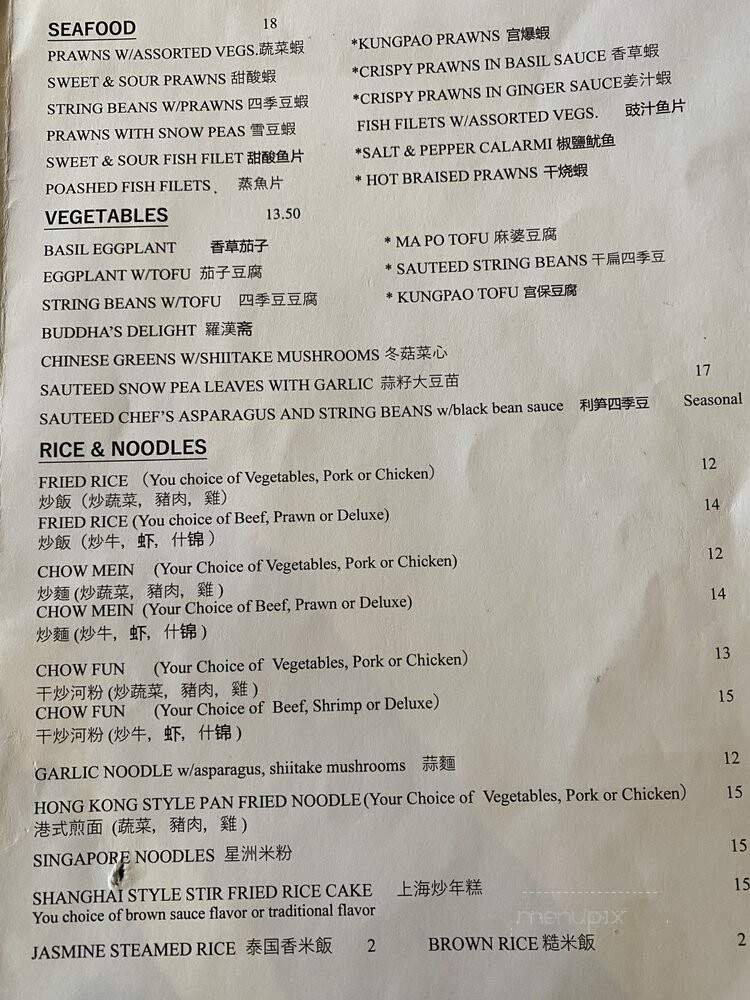 SEAFOOD 18
PRAWNS W/ASSORTED VEGS.蔬菜蝦 *KUNGPAO PRAWNS 宫爆蝦
SWEET & SOUR PRAWNS 甜酸蝦 *CRISPY PRAWNS IN BASIL SAUCE 香草蝦
STRING BEANS W/PRAWNS 四季豆蝦 *CRISPY PRAWNS IN GINGER SAUCE姜汁蝦
PRAWNS WITH SNOW PEAS 雪豆蝦 FISH FILETS W/ASSORTED VEGS. 豉汁鱼片
SWEET & SOUR FISH FILET 甜酸鱼片 *SALT & PEPPER CALARMI 椒鹽魷鱼
POASHED FISH FILETS . 蒸魚片 * HOT BRAISED PRAWNS 干烧蝦
VEGETABLES 13.50
BASIL EGGPLANT 香草茄子 * MA PO TOFU 麻婆豆腐
EGGPLANT W/TOFU 茄子豆腐 * SAUTEED STRING BEANS 干扁四季豆
STRING BEANS W/TOFU 四季豆豆腐 * KUNGPAO TOFU 宫保豆腐
BUDDHA'S DELIGHT 羅漢斋
CHINESE GREENS W/SHIITAKE MUSHROOMS 冬菇菜心
SAUTEED SNOW PEA LEAVES WITH GARLIC 蒜籽大豆苗 17
SAUTEED CHEF'S ASPARAGUS AND STRING BEANS w/black bean sauce 利笋四季豆 Seasonal
RICE & NOODLES
FRIED RICE （You choice of Vegetables, Pork or Chicken） 12
炒飯（炒蔬菜，豬肉，雞）
FRIED RICE (You choice of Beef, Prawn or Deluxe) 14
炒飯（炒牛，虾，什锦 ）
CHOW MEIN (Your Choice of Vegetables, Pork or Chicken) 12
炒麵 (炒蔬菜，豬肉，雞 )
CHOW MEIN (Your Choice of Beef, Prawn or Deluxe) 14
炒麵 (炒牛，虾，什锦 )
CHOW FUN (Your Choice of Vegetables, Pork or Chicken） 13
干炒河粉 (炒蔬菜，豬肉，雞 )
CHOW FUN (Your Choice of Beef, Shrimp or Deluxe） 15
干炒河粉 (炒牛，虾，什锦 )
GARLIC NOODLE w/asparagus, shiitake mushrooms 蒜麵 12
HONG KONG STYLE PAN FRIED NOODLE(Your Choice of Vegetables, Pork or Chicken） 15
港式煎面 (蔬菜，豬肉，雞 )
SINGAPORE NOODLES 星洲米粉 15
SHANGHAI STYLE STIR FRIED RICE CAKE 上海炒年糕 15
You choice of brown sauce flavor or traditional flavor
menupix
JASMINE STEAMED RICE 泰国香米飯 2 BROWN RICE 糙米飯 2